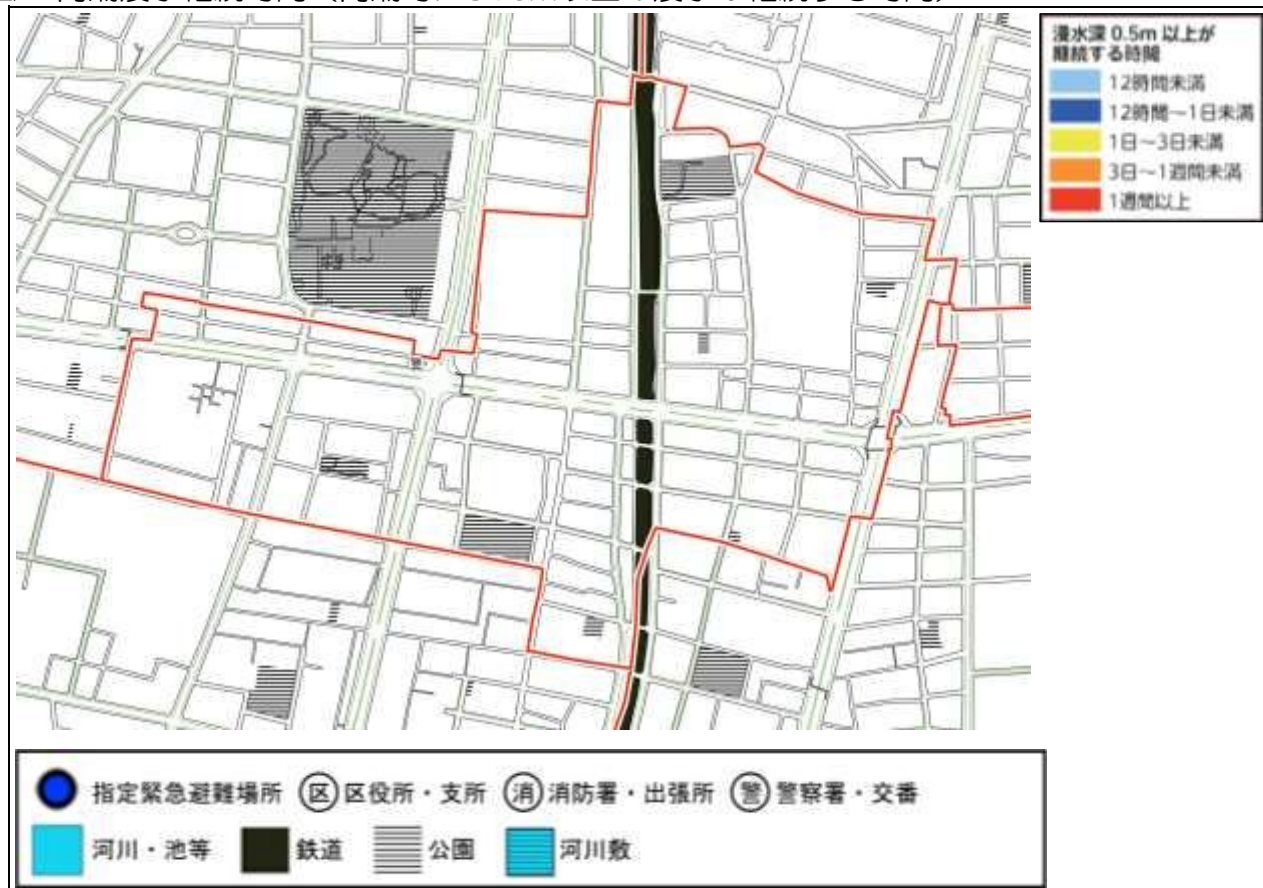 浸水深 0.5m 以上が
継続する時間
12時間未満
12時間～1日未満
1日～3日未満
3日～1週間未満
1週間以上
指定緊急避難場所 区 区役所・支所 消 消防署・出張所 警 警察署・交番
河川・池等 鉄道 公園 河川敷